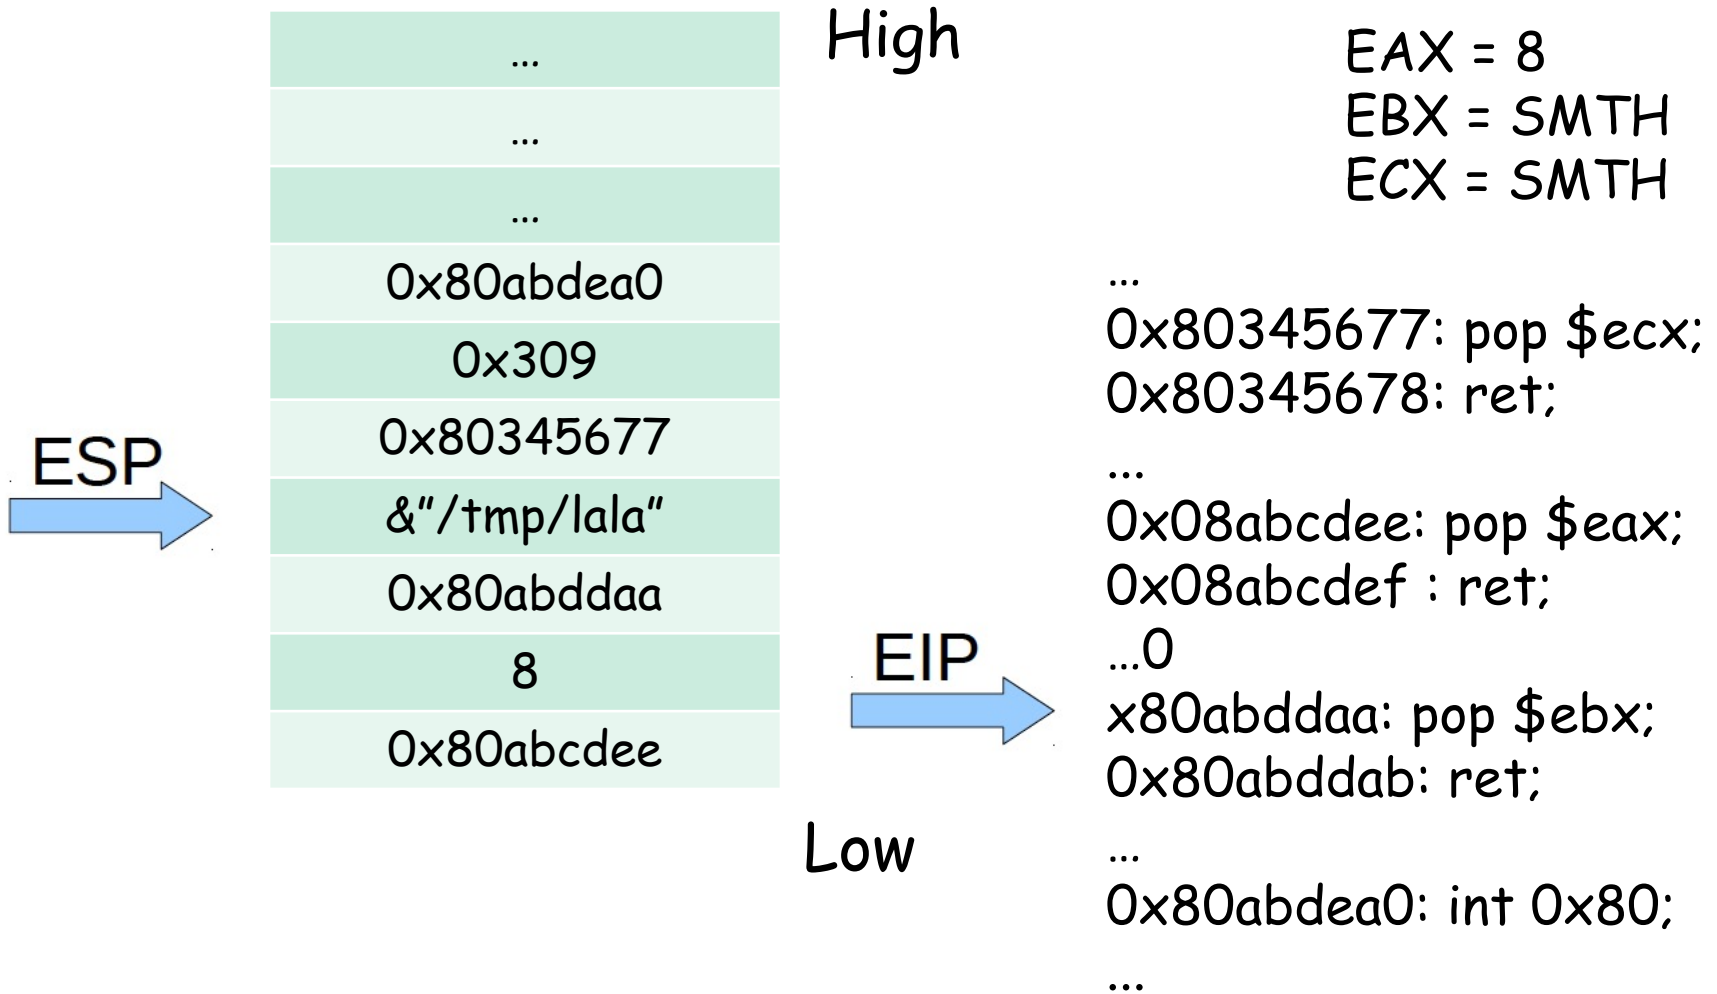 High
…
…
…
0x80abdea0
0x309
0x80345677
&”/tmp/lala”
0x80abddaa
8
0x80abcdee
Low
ESP
EIP
EAX = 8
EBX = SMTH
ECX = SMTH
…
0x80345677: pop $ecx;
0x80345678: ret;
…
0x08abcdee: pop $eax;
0x08abcdef : ret;
…0
x80abddaa: pop $ebx;
0x80abddab: ret;
…
0x80abdea0: int 0x80;
…